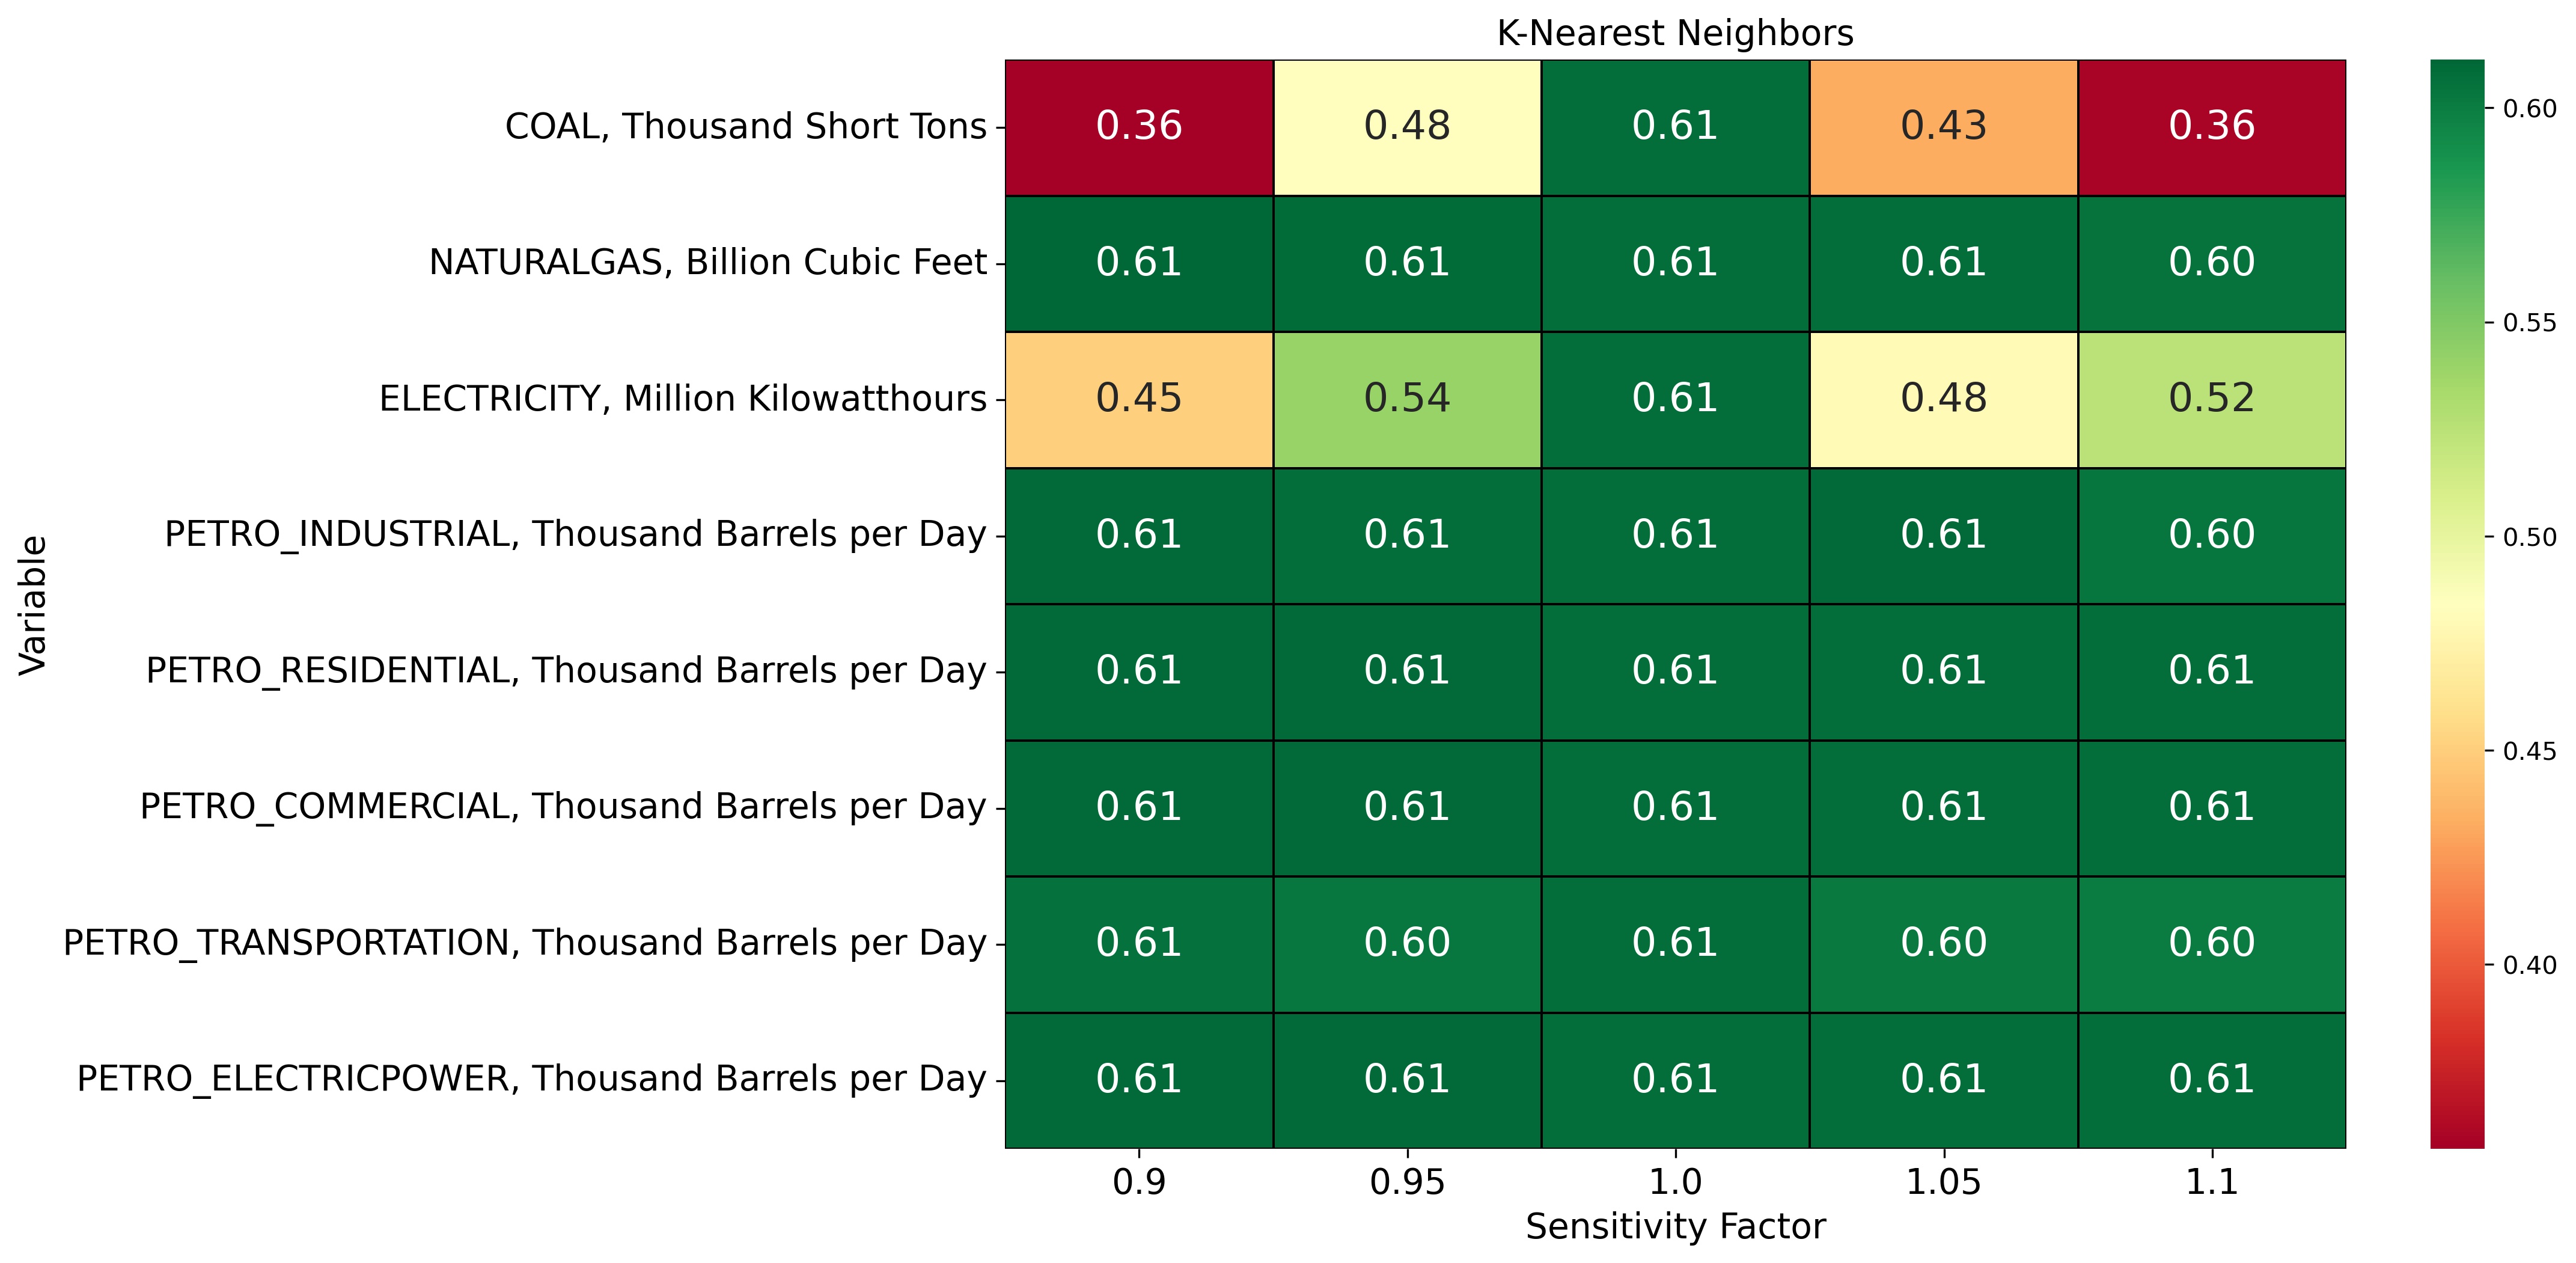 K-Nearest Neighbors
COAL, Thousand Short Tons 0.36 0.48 0.61 0.43 0.36
NATURALGAS, Billion Cubic Feet 0.61 0.61 0.61 0.61 0.60
ELECTRICITY, Million Kilowatthours 0.45 0.54 0.61 0.48 0.52
PETRO_INDUSTRIAL, Thousand Barrels per Day 0.61 0.61 0.61 0.61 0.60
PETRO_RESIDENTIAL, Thousand Barrels per Day 0.61 0.61 0.61 0.61 0.61
PETRO_COMMERCIAL, Thousand Barrels per Day 0.61 0.61 0.61 0.61 0.61
PETRO_TRANSPORTATION, Thousand Barrels per Day 0.61 0.60 0.61 0.60 0.60
PETRO_ELECTRICPOWER, Thousand Barrels per Day 0.61 0.61 0.61 0.61 0.61
0.9 0.95 1.0 1.05 1.1
Sensitivity Factor
Variable
0.60
0.55
0.50
0.45
0.40